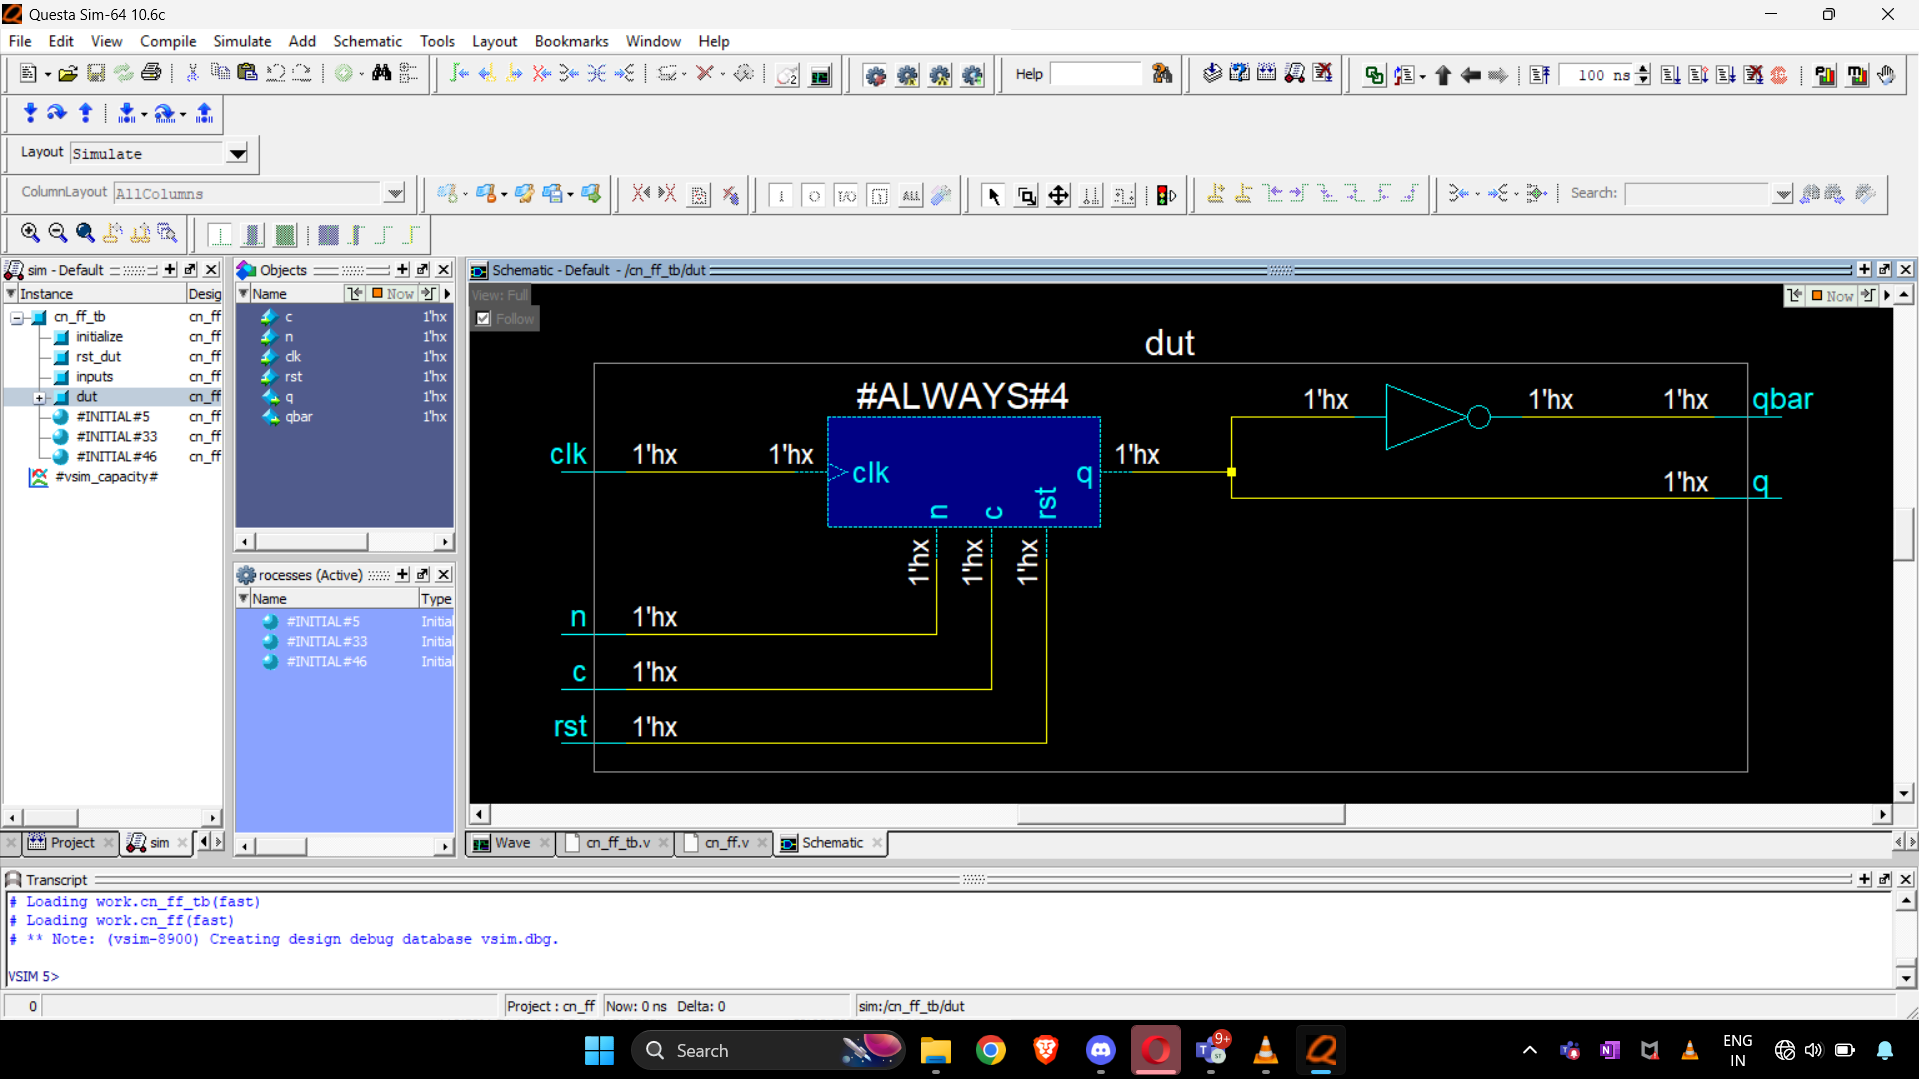 Questa Sim-64 10.6c
File Edit View Compile Simulate Add Schematic Tools Layout Bookmarks Window Help
Help
100 ns
Layout Simulate
ColumnLayout AllColumns
Search:
sim - Default
Instance Desig
cn_ff_tb cn_ff
initialize cn_ff
rst_dut cn_ff
inputs cn_ff
dut cn_ff
#INITIAL#5 cn_ff
#INITIAL#33 cn_ff
#INITIAL#46 cn_ff
#vsim_capacity#
Project
sim
Objects
Name Now
c 1'hx
n 1'hx
clk 1'hx
rst 1'hx
q 1'hx
qbar 1'hx
rocesses (Active)
Name Type
#INITIAL#5 Initial
#INITIAL#33 Initial
#INITIAL#46 Initial
Schematic - Default - /cn_ff_tb/dut
View: Full
Follow
Now
dut
#ALWAYS#4
1'hx 1'hx 1'hx qbar
clk 1'hx 1'hx clk q 1'hx
1'hx q
n c rst
1'hx 1'hx 1'hx
n 1'hx
c 1'hx
rst 1'hx
Wave cn_ff_tb.v cn_ff.v Schematic
Transcript
# Loading work.cn_ff_tb(fast)
# Loading work.cn_ff(fast)
# ** Note: (vsim-8900) Creating design debug database vsim.dbg.
VSIM 5>
0 Project : cn_ff Now: 0 ns Delta: 0 sim:/cn_ff_tb/dut
Search
9+
ENG
IN